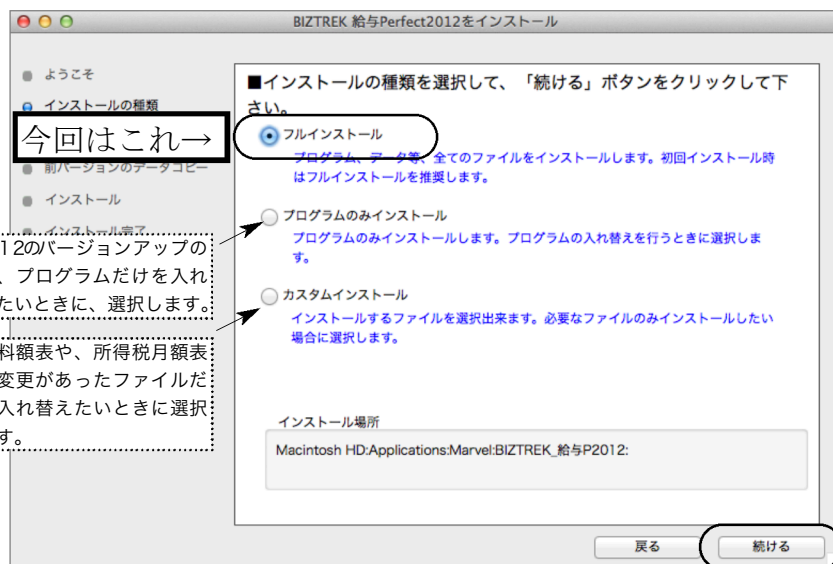 BIZTREK 給与Perfect2012をインストール
ようこそ
インストールの種類
今回はこれ→
前バージョンのデータコピー
インストール
インストール完了
12のバージョンアップの
、プログラムだけを入れ
たいときに、選択します。
料額表や、所得税月額表
変更があったファイルだ
入れ替えたいときに選択
す。
■インストールの種類を選択して、「続ける」ボタンをクリックして下
さい。
フルインストール
プログラム、データ等、全てのファイルをインストールします。初回インストール時
はフルインストールを推奨します。
プログラムのみインストール
プログラムのみインストールします。プログラムの入れ替えを行うときに選択しま
す。
カスタムインストール
インストールするファイルを選択出来ます。必要なファイルのみインストールしたい
場合に選択します。
インストール場所
Macintosh HD:Applications:Marvel:BIZTREK_給与P2012:
戻る
続ける